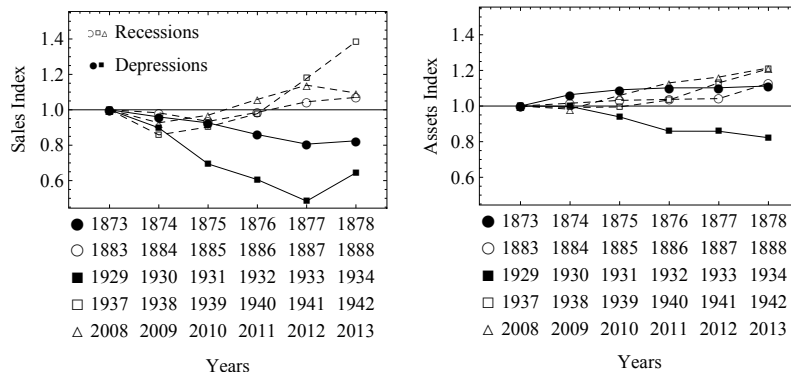 1.4
1.2
1.0
0.8
0.6
Sales Index
Recessions
Depressions
1873 1874 1875 1876 1877 1878
1883 1884 1885 1886 1887 1888
1929 1930 1931 1932 1933 1934
1937 1938 1939 1940 1941 1942
2008 2009 2010 2011 2012 2013
Years
1.4
1.2
1.0
0.8
0.6
Assets Index
1873 1874 1875 1876 1877 1878
1883 1884 1885 1886 1887 1888
1929 1930 1931 1932 1933 1934
1937 1938 1939 1940 1941 1942
2008 2009 2010 2011 2012 2013
Years